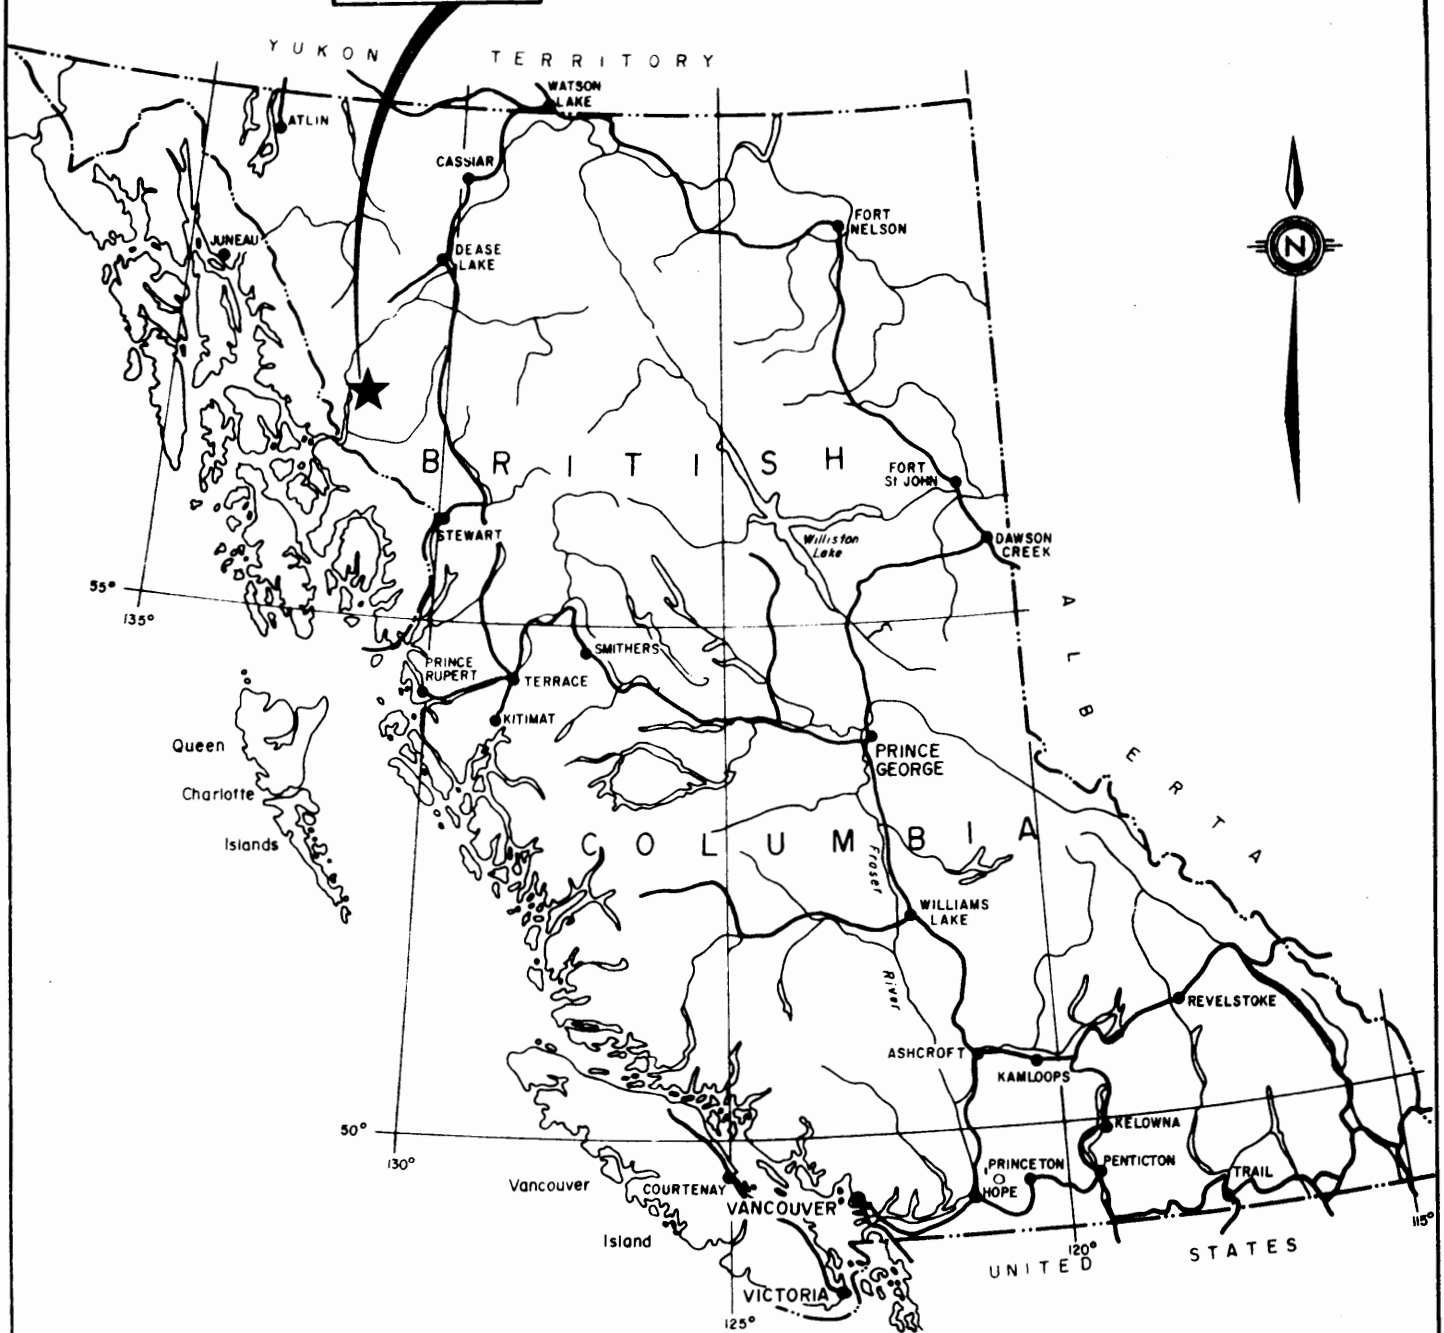 YUKON TERRITORY
WATSON
LAKE
ATLIN
CASSIAR
FORT
NELSON
JUNEAU
DEASE
LAKE
N
BRITISH
FORT
St JOHN
STEWART
Williston
Lake
DAWSON
CREEK
55°
135°
ALBERTA
SMITHERS
PRINCE
RUPERT
TERRACE
KITIMAT
Queen
Charlotte
Islands
PRINCE
GEORGE
COLUMBIA
Fraser
River
WILLIAMS
LAKE
REVELSTOKE
ASHCROFT
KAMLOOPS
50°
130°
KELOWNA
PRINCETON
PENTICTON
TRAIL
HOPE
Vancouver
Island
COURTENAY
VANCOUVER
115°
120°
UNITED STATES
VICTORIA
125°